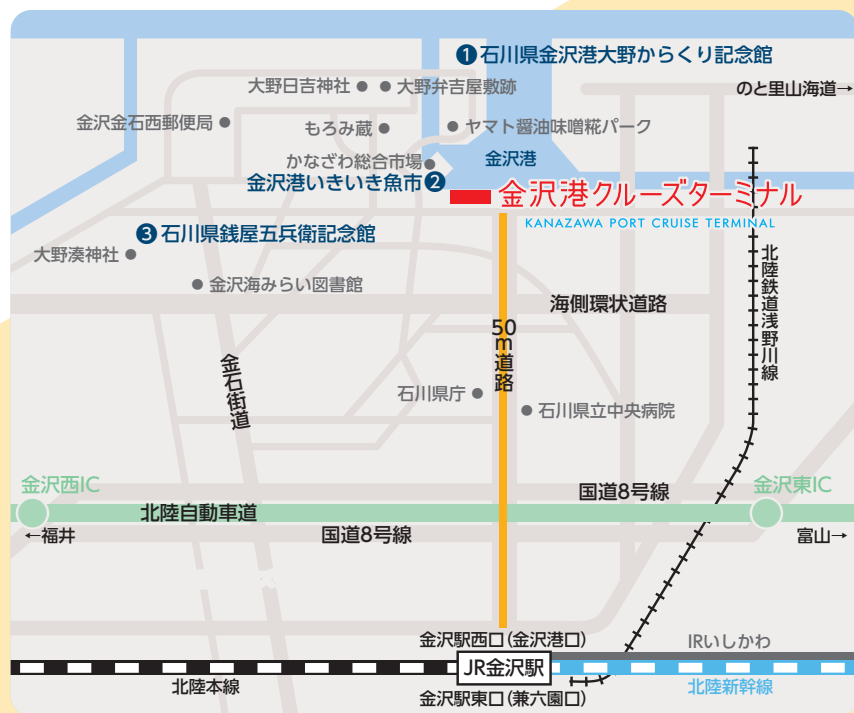 ❶石川県金沢港大野からくり記念館
大野日吉神社
大野弁吉屋敷跡
のと里山海道→
金沢金石西郵便局
もろみ蔵
ヤマト醤油味噌糀パーク
かなざわ総合市場
金沢港
金沢港いきいき魚市❷
金沢港クルーズターミナル
KANAZAWA PORT CRUISE TERMINAL
❸石川県銭屋五兵衛記念館
大野湊神社
金沢海みらい図書館
北陸鉄道浅野川線
海側環状道路
50m道路
金石街道
石川県庁
石川県立中央病院
金沢西IC
国道8号線
金沢東IC
北陸自動車道
←福井
国道8号線
富山→
金沢駅西口(金沢港口)
IRいしかわ
JR金沢駅
北陸本線
北陸新幹線
金沢駅東口(兼六園口)